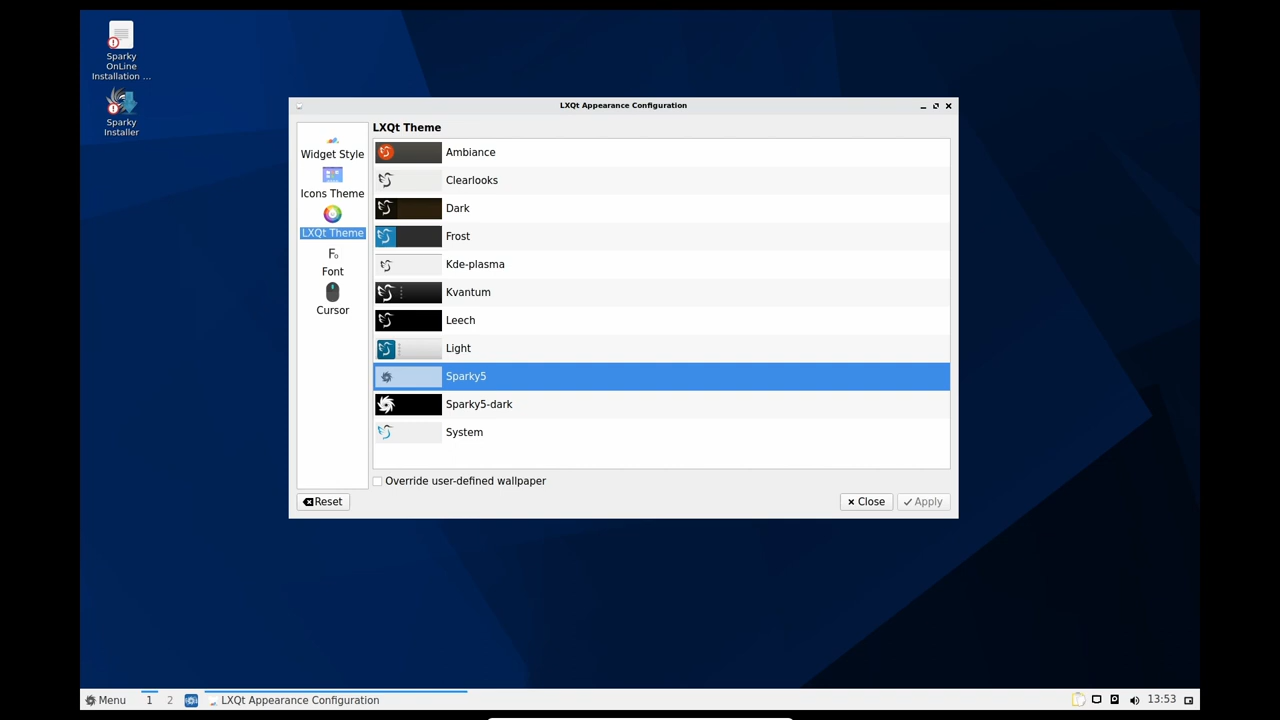 Sparky
OnLine
Installation ...
Sparky
Installer
LXQt Appearance Configuration
Widget Style
Icons Theme
LXQt Theme
Font
Cursor
LXQt Theme
Ambiance
Clearlooks
Dark
Frost
Kde-plasma
Kvantum
Leech
Light
Sparky5
Sparky5-dark
System
Override user-defined wallpaper
Reset
Close
Apply
Menu
1
2
LXQt Appearance Configuration
13:53